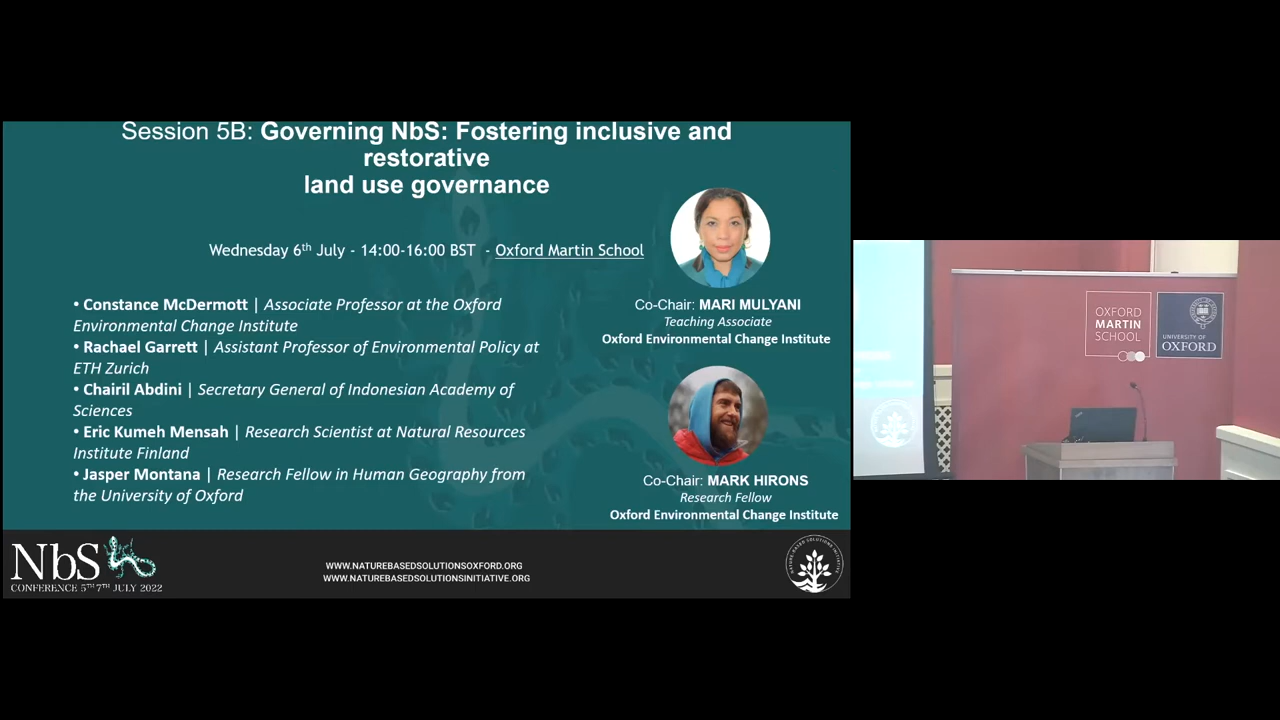 Session 5B: Governing NbS: Fostering inclusive and
restorative
land use governance
Wednesday 6th July - 14:00-16:00 BST - Oxford Martin School
• Constance McDermott | Associate Professor at the Oxford
Environmental Change Institute
• Rachael Garrett | Assistant Professor of Environmental Policy at
ETH Zurich
• Chairil Abdini | Secretary General of Indonesian Academy of
Sciences
• Eric Kumeh Mensah | Research Scientist at Natural Resources
Institute Finland
• Jasper Montana | Research Fellow in Human Geography from
the University of Oxford
Co-Chair: MARI MULYANI
Teaching Associate
Oxford Environmental Change Institute
Co-Chair: MARK HIRONS
Research Fellow
Oxford Environmental Change Institute
NbS
CONFERENCE 5TH 7TH JULY 2022
WWW.NATUREBASEDSOLUTIONSOXFORD.ORG
WWW.NATUREBASEDSOLUTIONSINITIATIVE.ORG
NATURE-BASED SOLUTIONS INITIATIVE
OXFORD
MARTIN
SCHOOL
UNIVERSITY OF
OXFORD